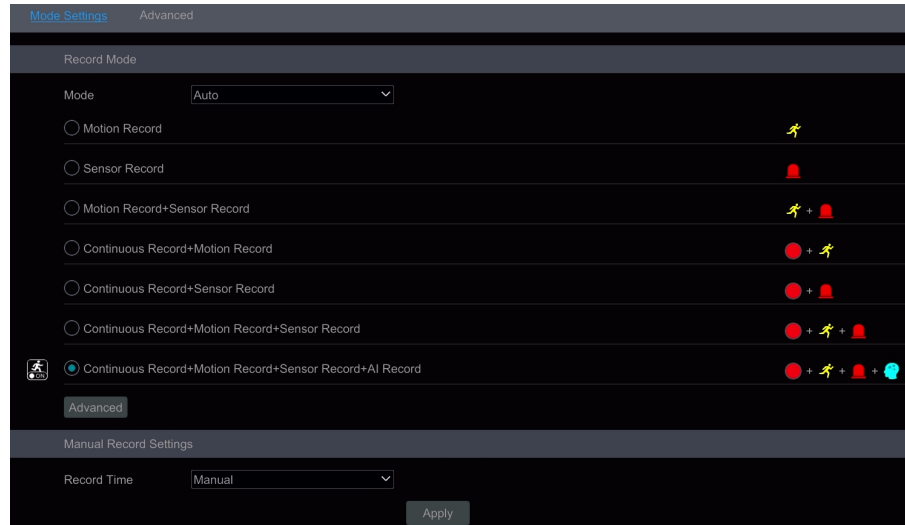 Mode Settings Advanced
Record Mode
Mode Auto
Motion Record
Sensor Record
Motion Record+Sensor Record +
Continuous Record+Motion Record +
Continuous Record+Sensor Record +
Continuous Record+Motion Record+Sensor Record + +
ON Continuous Record+Motion Record+Sensor Record+AI Record + + +
Advanced
Manual Record Settings
Record Time Manual
Apply